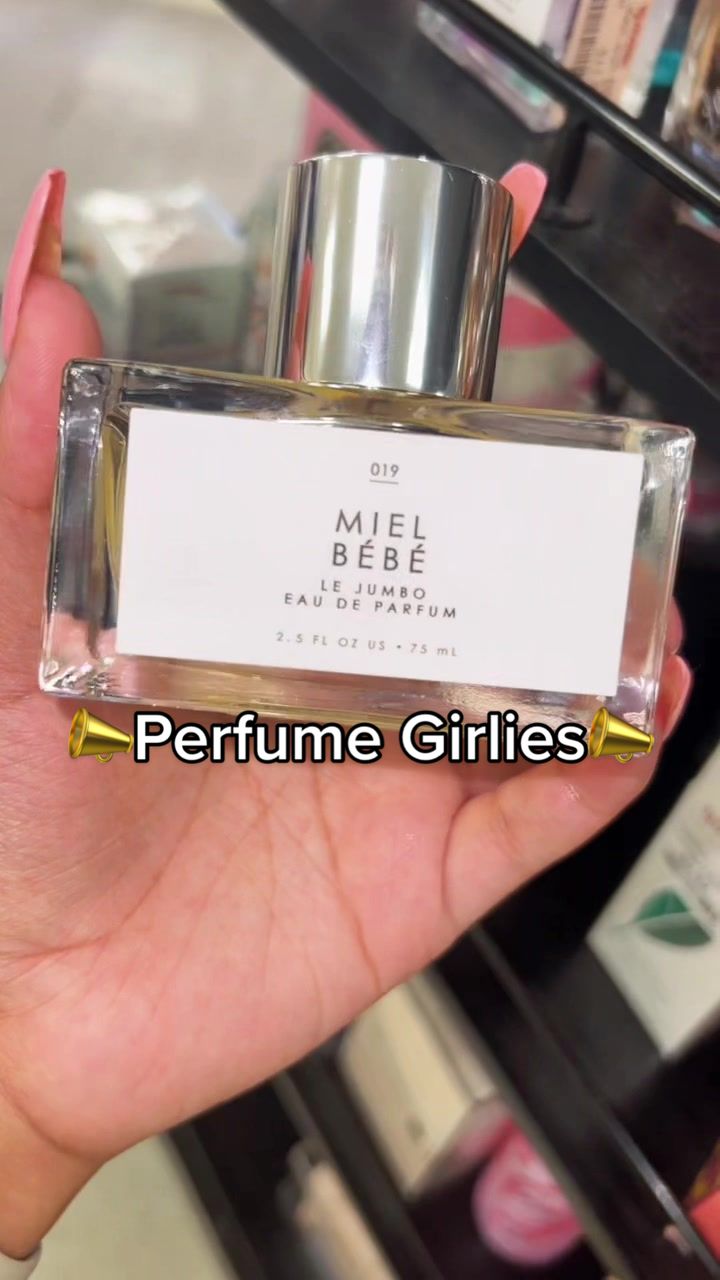 019
MIEL
BÉBÉ
LE JUMBO
EAU DE PARFUM
2.5 FL OZ US • 75 mL
📣Perfume Girlies📣